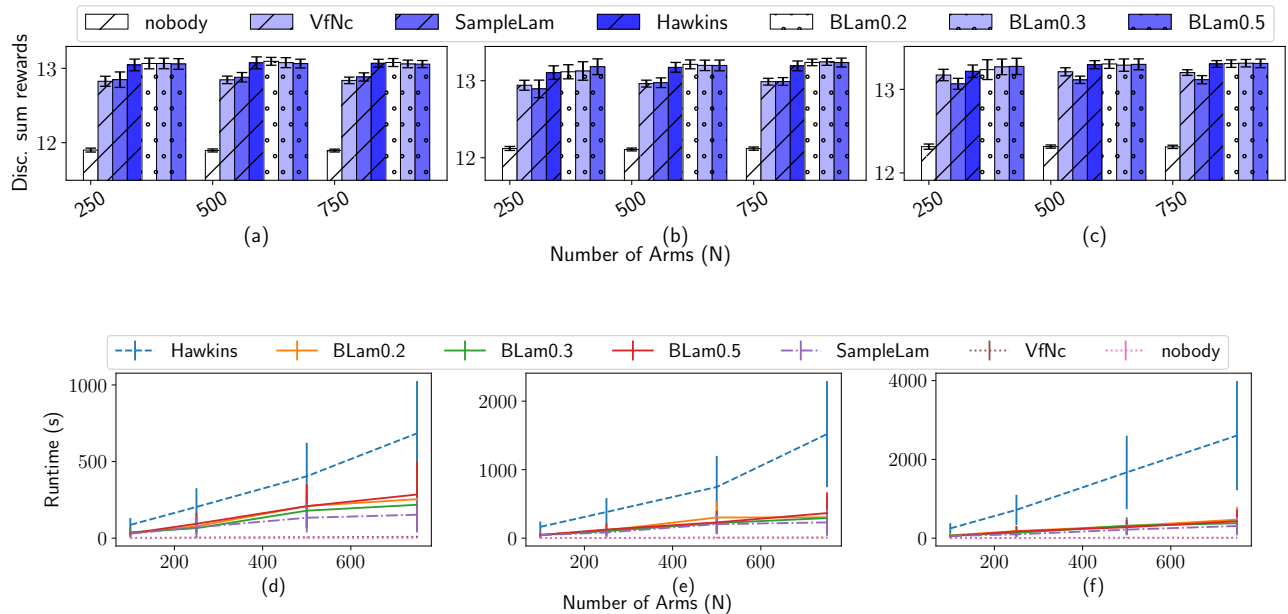 nobody VfNc SampleLam Hawkins BLam0.2 BLam0.3 BLam0.5
Disc. sum rewards
13
12
250 500 750
(a)
13
12
250 500 750
(b)
13
12
250 500 750
(c)
Number of Arms (N)
Hawkins BLam0.2 BLam0.3 BLam0.5 SampleLam VfNc nobody
Runtime (s)
1000
500
0
200 400 600
(d)
2000
1000
0
200 400 600
(e)
4000
2000
0
200 400 600
(f)
Number of Arms (N)